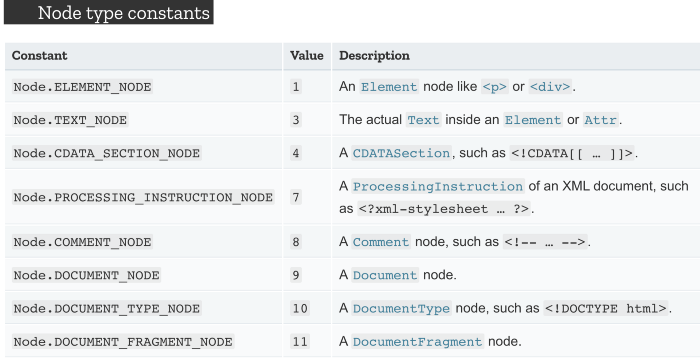 Node type constants
Constant Value Description
Node.ELEMENT_NODE 1 An Element node like <p> or <div>.
Node.TEXT_NODE 3 The actual Text inside an Element or Attr.
Node.CDATA_SECTION_NODE 4 A CDATASection, such as <!CDATA[[ … ]]>.
Node.PROCESSING_INSTRUCTION_NODE 7 A ProcessingInstruction of an XML document, such
as <?xml-stylesheet … ?>.
Node.COMMENT_NODE 8 A Comment node, such as <!-- … -->.
Node.DOCUMENT_NODE 9 A Document node.
Node.DOCUMENT_TYPE_NODE 10 A DocumentType node, such as <!DOCTYPE html>.
Node.DOCUMENT_FRAGMENT_NODE 11 A DocumentFragment node.